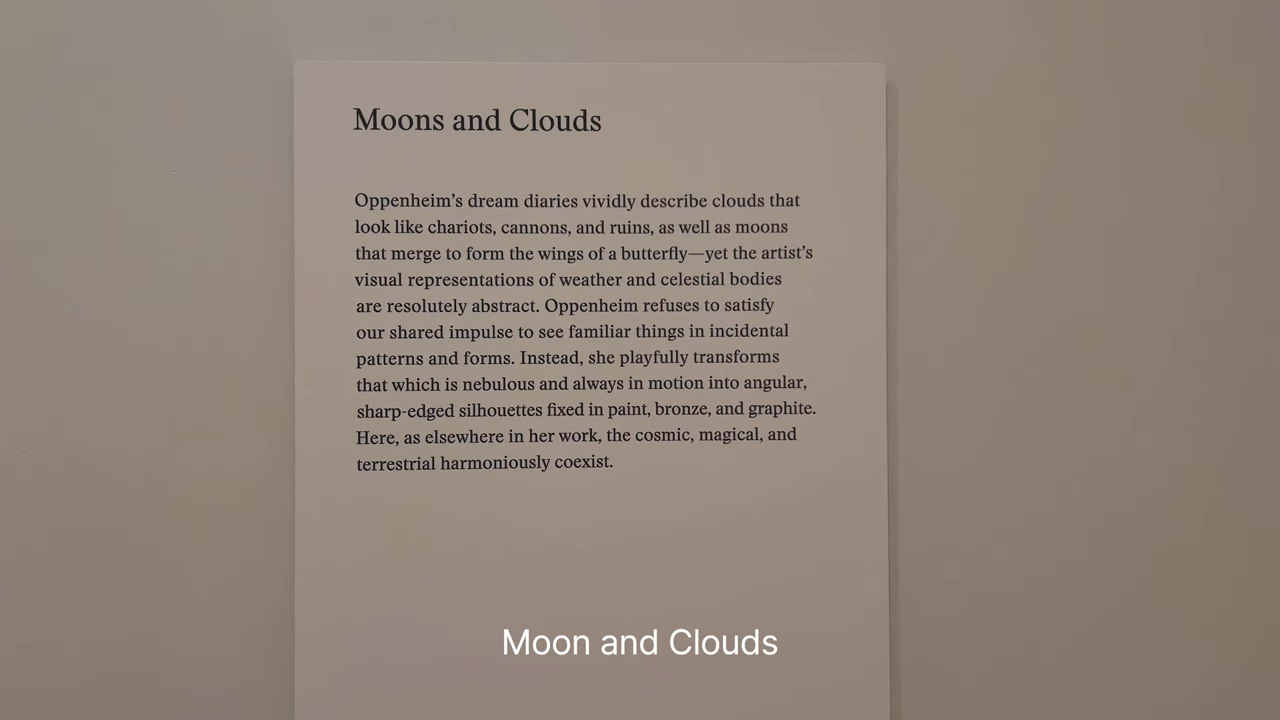 Moons and Clouds
Oppenheim’s dream diaries vividly describe clouds that
look like chariots, cannons, and ruins, as well as moons
that merge to form the wings of a butterfly—yet the artist’s
visual representations of weather and celestial bodies
are resolutely abstract. Oppenheim refuses to satisfy
our shared impulse to see familiar things in incidental
patterns and forms. Instead, she playfully transforms
that which is nebulous and always in motion into angular,
sharp-edged silhouettes fixed in paint, bronze, and graphite.
Here, as elsewhere in her work, the cosmic, magical, and
terrestrial harmoniously coexist.
Moon and Clouds